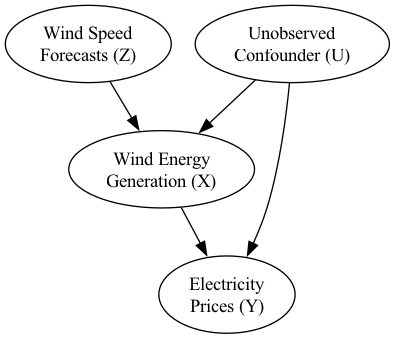 Wind Speed
Forecasts (Z)
Unobserved
Confounder (U)
Wind Energy
Generation (X)
Electricity
Prices (Y)